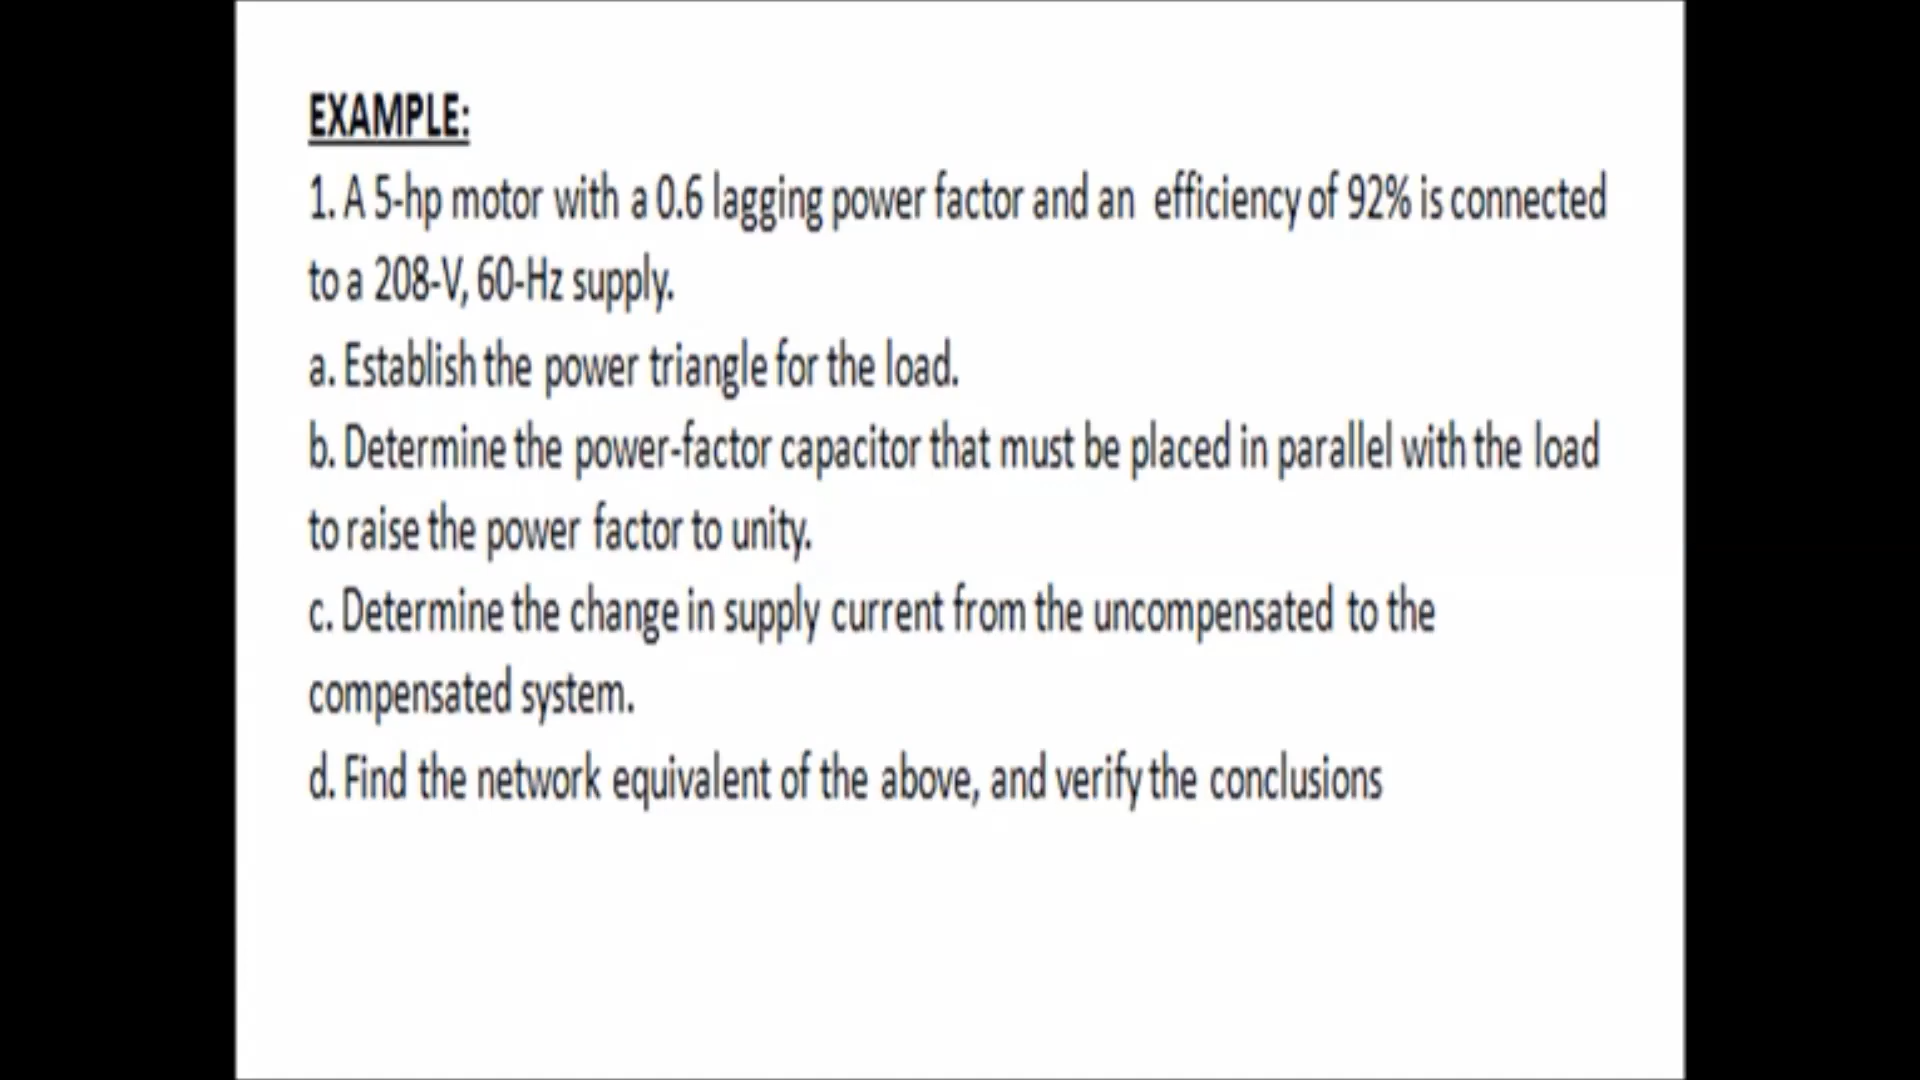 EXAMPLE:
1. A 5-hp motor with a 0.6 lagging power factor and an efficiency of 92% is connected
to a 208-V, 60-Hz supply.
a. Establish the power triangle for the load.
b. Determine the power-factor capacitor that must be placed in parallel with the load
to raise the power factor to unity.
c. Determine the change in supply current from the uncompensated to the
compensated system.
d. Find the network equivalent of the above, and verify the conclusions